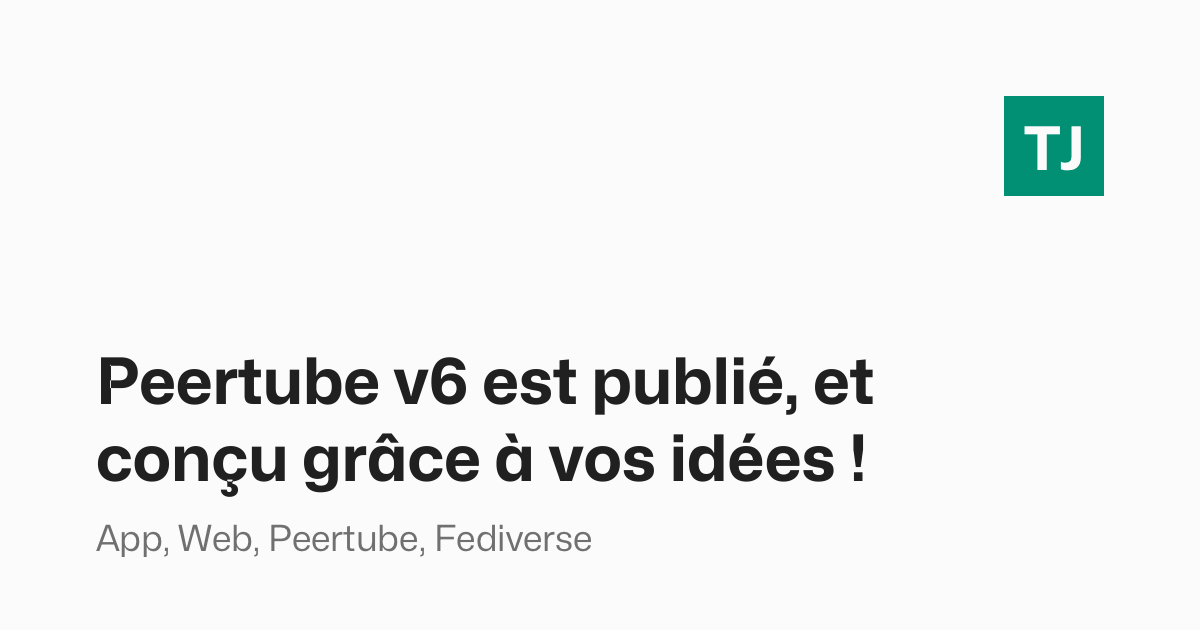 TJ
Peertube v6 est publié, et
conçu grâce à vos idées !
App, Web, Peertube, Fediverse